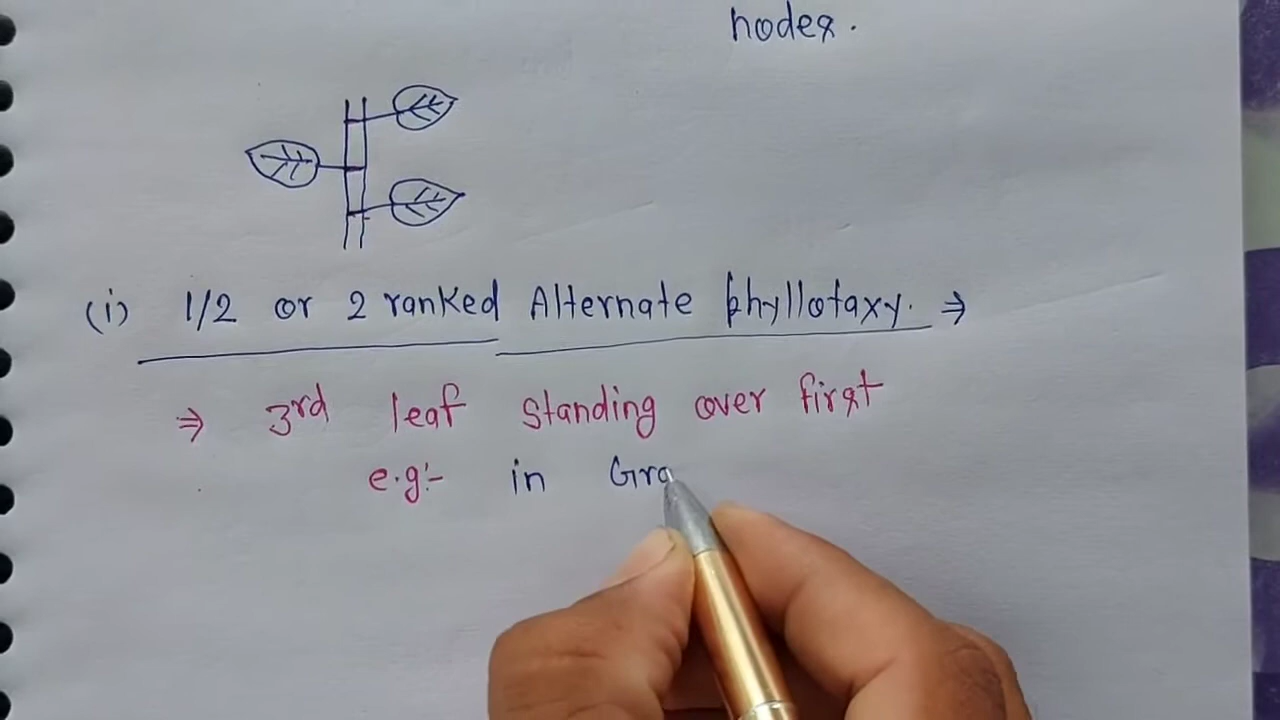 nodes.
(i) 1/2 or 2 ranked Alternate phyllotaxy. ⇒
⇒ 3rd leaf standing over first
e.g:- in Gra